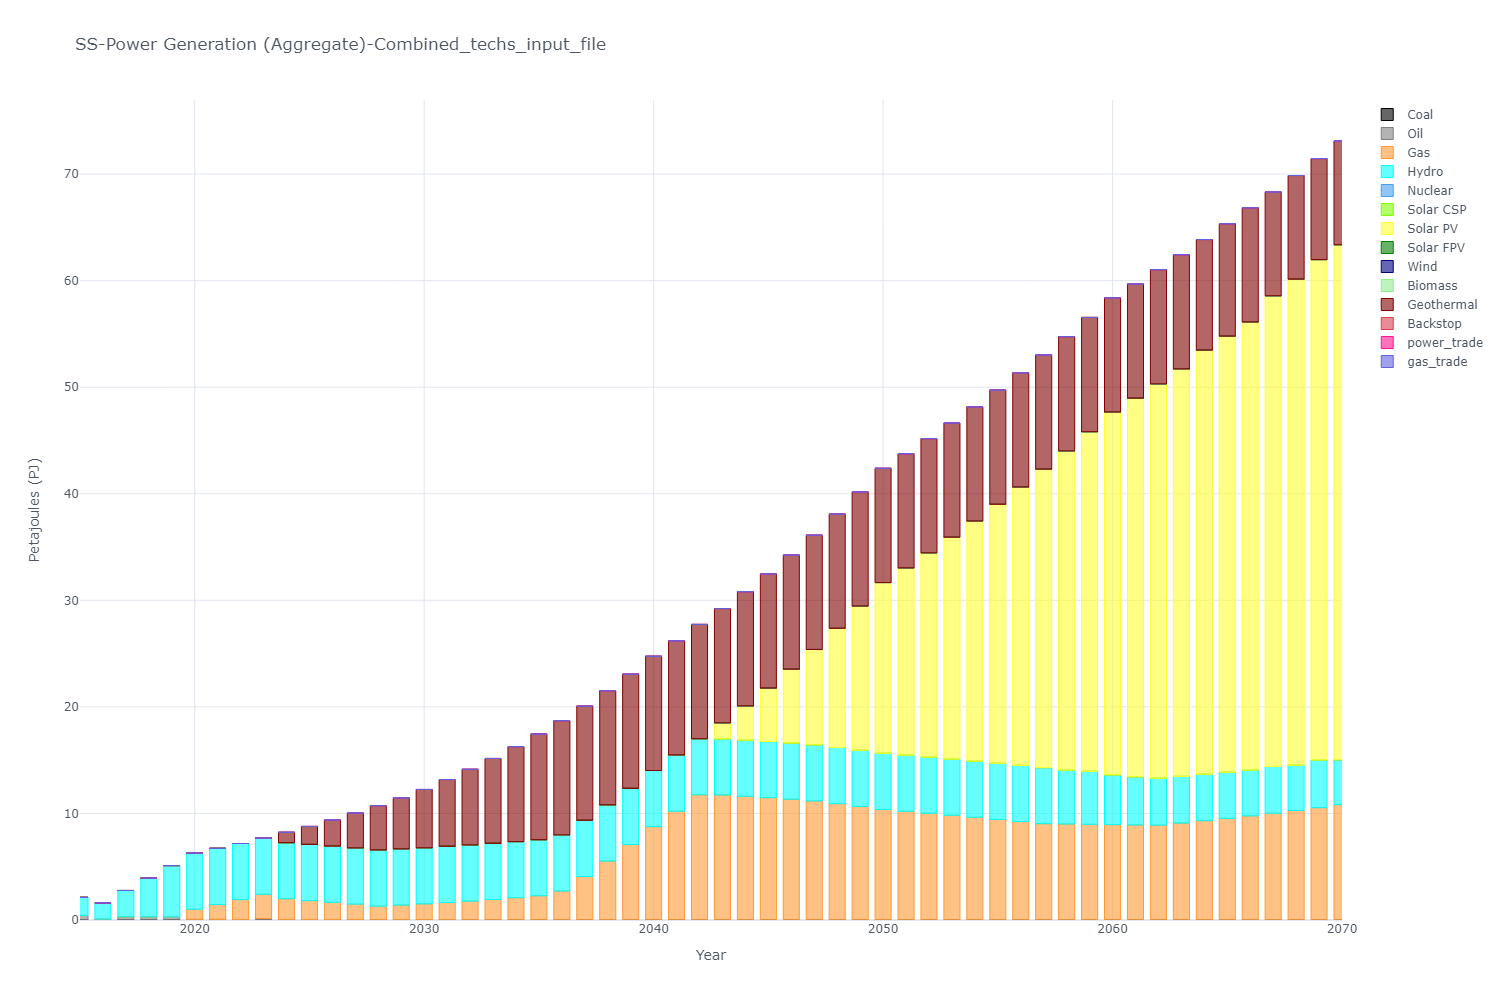 SS-Power Generation (Aggregate)-Combined_techs_input_file
Petajoules (PJ)
70
60
50
40
30
20
10
0
2020
2030
2040
2050
2060
2070
Year
Coal
Oil
Gas
Hydro
Nuclear
Solar CSP
Solar PV
Solar FPV
Wind
Biomass
Geothermal
Backstop
power_trade
gas_trade